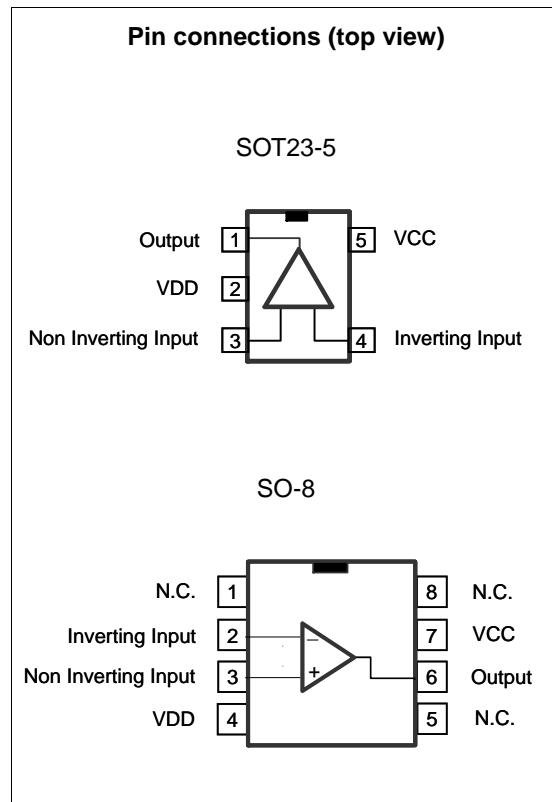 Pin connections (top view)
SOT23-5
Output 1 5 VCC
VDD 2
Non Inverting Input 3 4 Inverting Input
SO-8
N.C. 1 8 N.C.
Inverting Input 2 − 7 VCC
Non Inverting Input 3 + 6 Output
VDD 4 5 N.C.